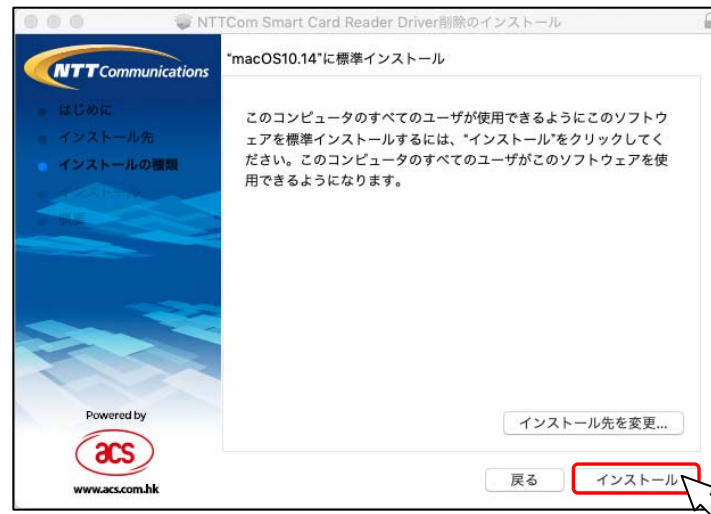 NTTCom Smart Card Reader Driver削除のインストール
NTT Communications
"macOS10.14"に標準インストール
はじめに
インストール先
インストールの種類
インストール
概要
このコンピュータのすべてのユーザが使用できるようにこのソフトウ
ェアを標準インストールするには、"インストール"をクリックしてく
ださい。このコンピュータのすべてのユーザがこのソフトウェアを使
用できるようになります。
インストール先を変更...
Powered by
acs
www.acs.com.hk
戻る
インストール